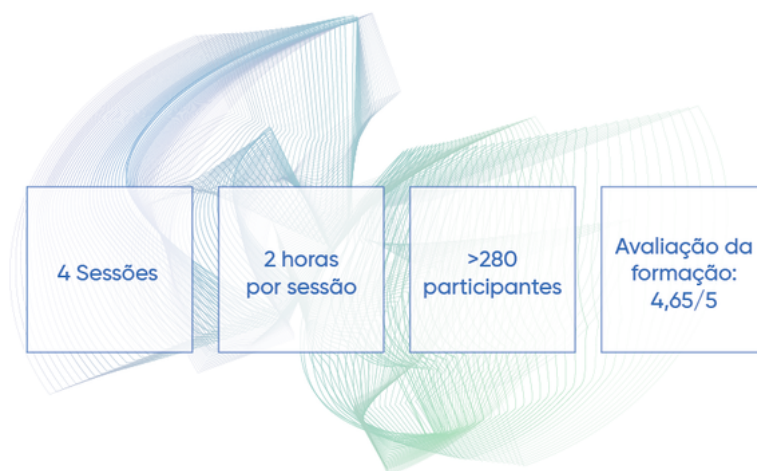 4 Sessões
2 horas
por sessão
>280
participantes
Avaliação da
formação:
4,65/5